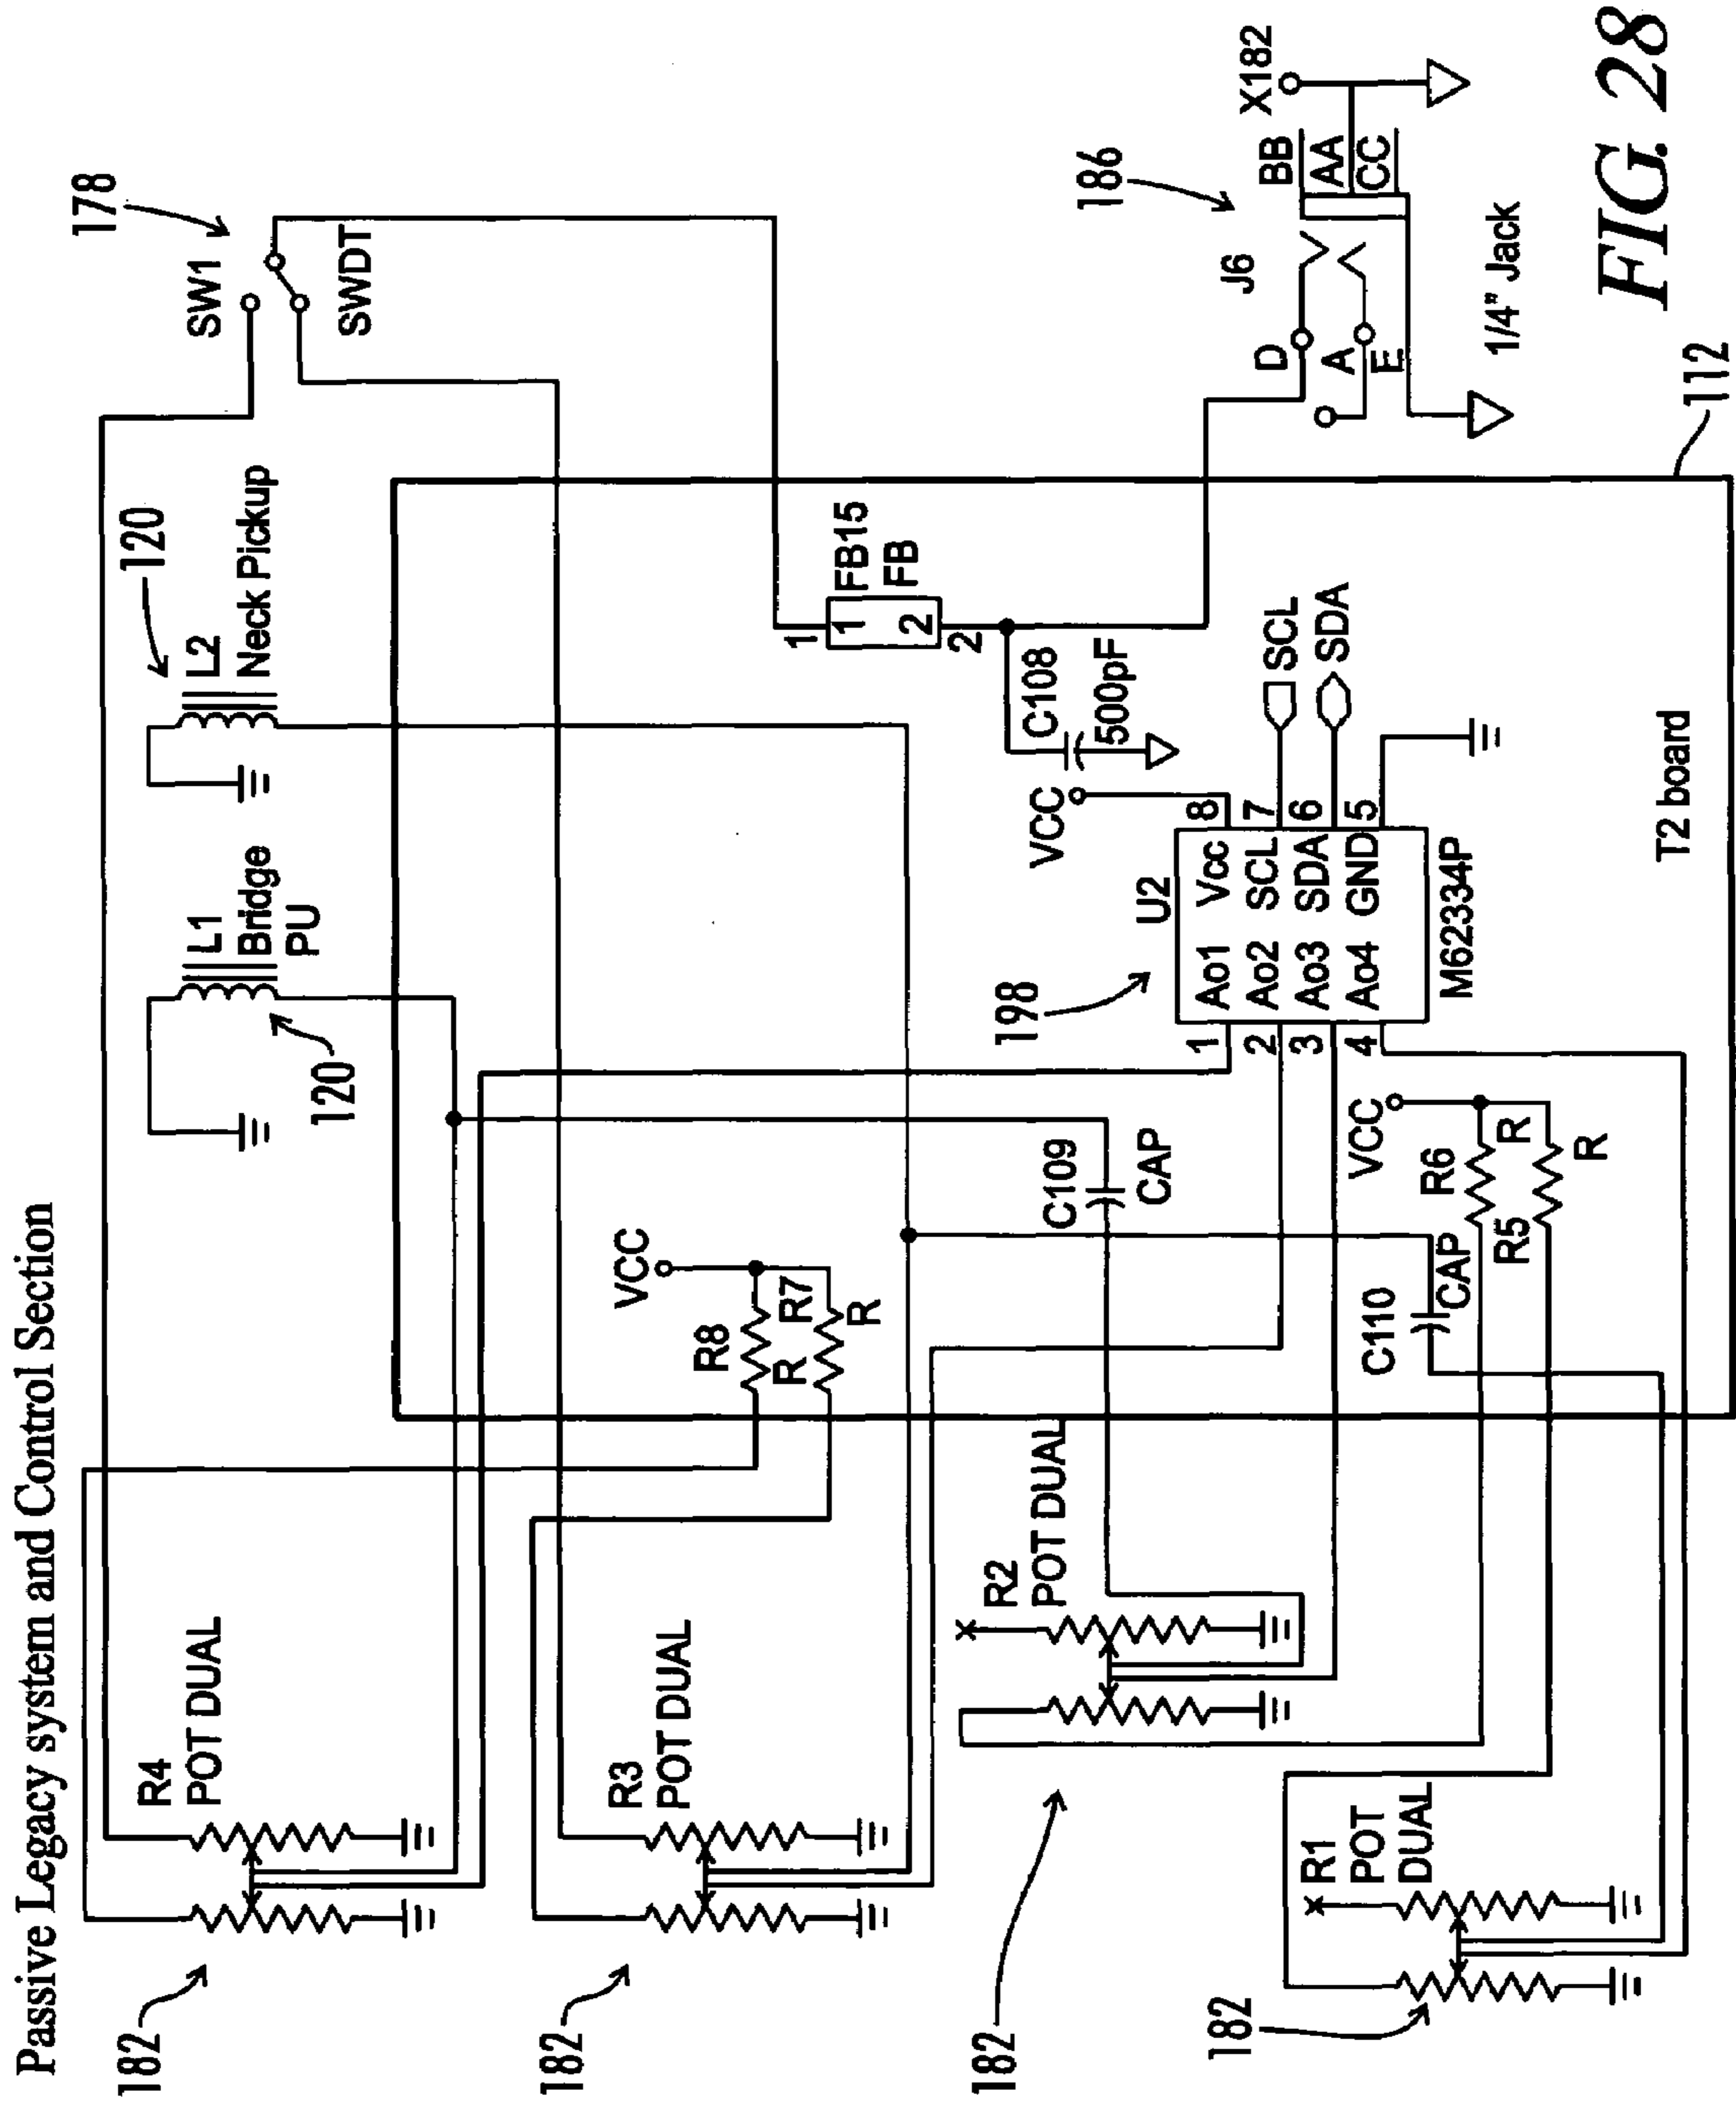 Passive Legacy system and Control Section
182
R4
POT DUAL
120
L1
Bridge
PU
120
L2
Neck Pickup
178
SW1
SWDT
182
R3
POT DUAL
VCC
R8
R
R7
R
1
1
FB15
2
FB
2
182
R2
POT DUAL
C109
CAP
198
VCC
C108
500pF
U2
1
Ao1
Vcc
8
2
Ao2
SCL
7
SCL
3
Ao3
SDA
6
SDA
4
Ao4
GND
5
M62334P
186
J6
D
A
E
BB
AA
CC
X182
1/4" Jack
182
R1
POT
DUAL
C110
CAP
VCC
R6
R
R5
R
T2 board
112
FIG. 28